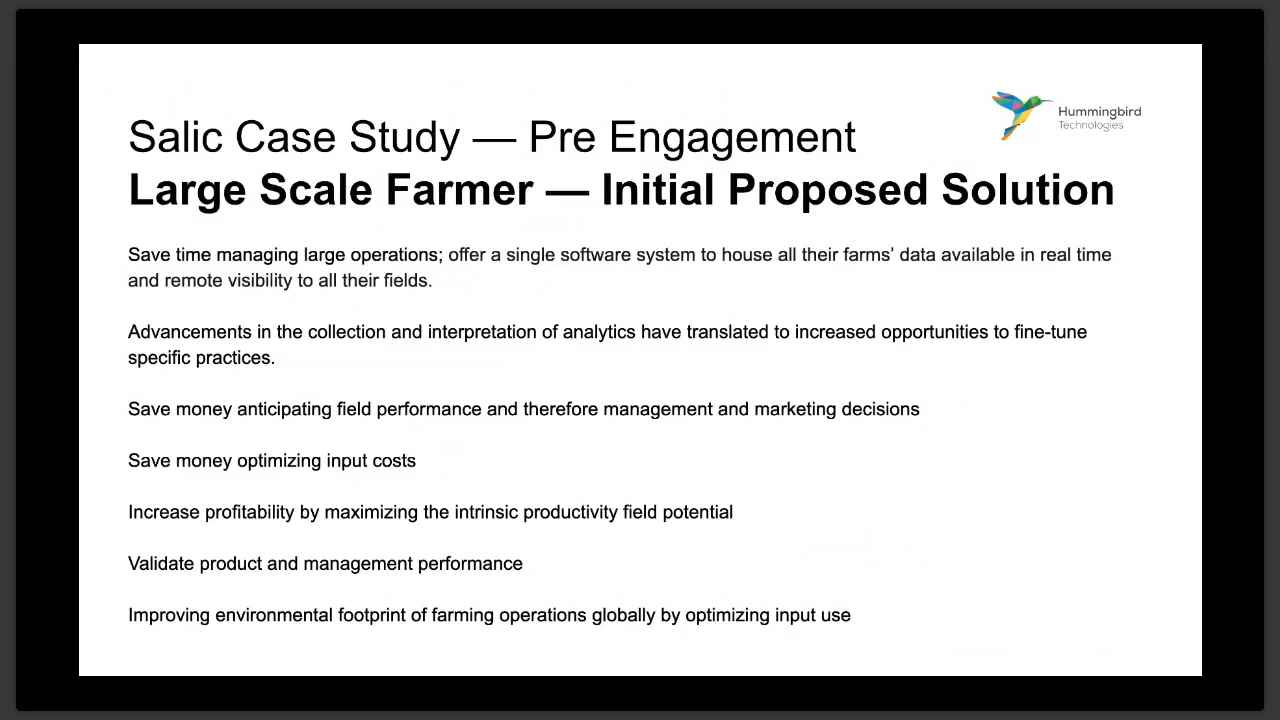 Hummingbird
Technologies
Salic Case Study — Pre Engagement
Large Scale Farmer — Initial Proposed Solution
Save time managing large operations; offer a single software system to house all their farms’ data available in real time
and remote visibility to all their fields.
Advancements in the collection and interpretation of analytics have translated to increased opportunities to fine-tune
specific practices.
Save money anticipating field performance and therefore management and marketing decisions
Save money optimizing input costs
Increase profitability by maximizing the intrinsic productivity field potential
Validate product and management performance
Improving environmental footprint of farming operations globally by optimizing input use